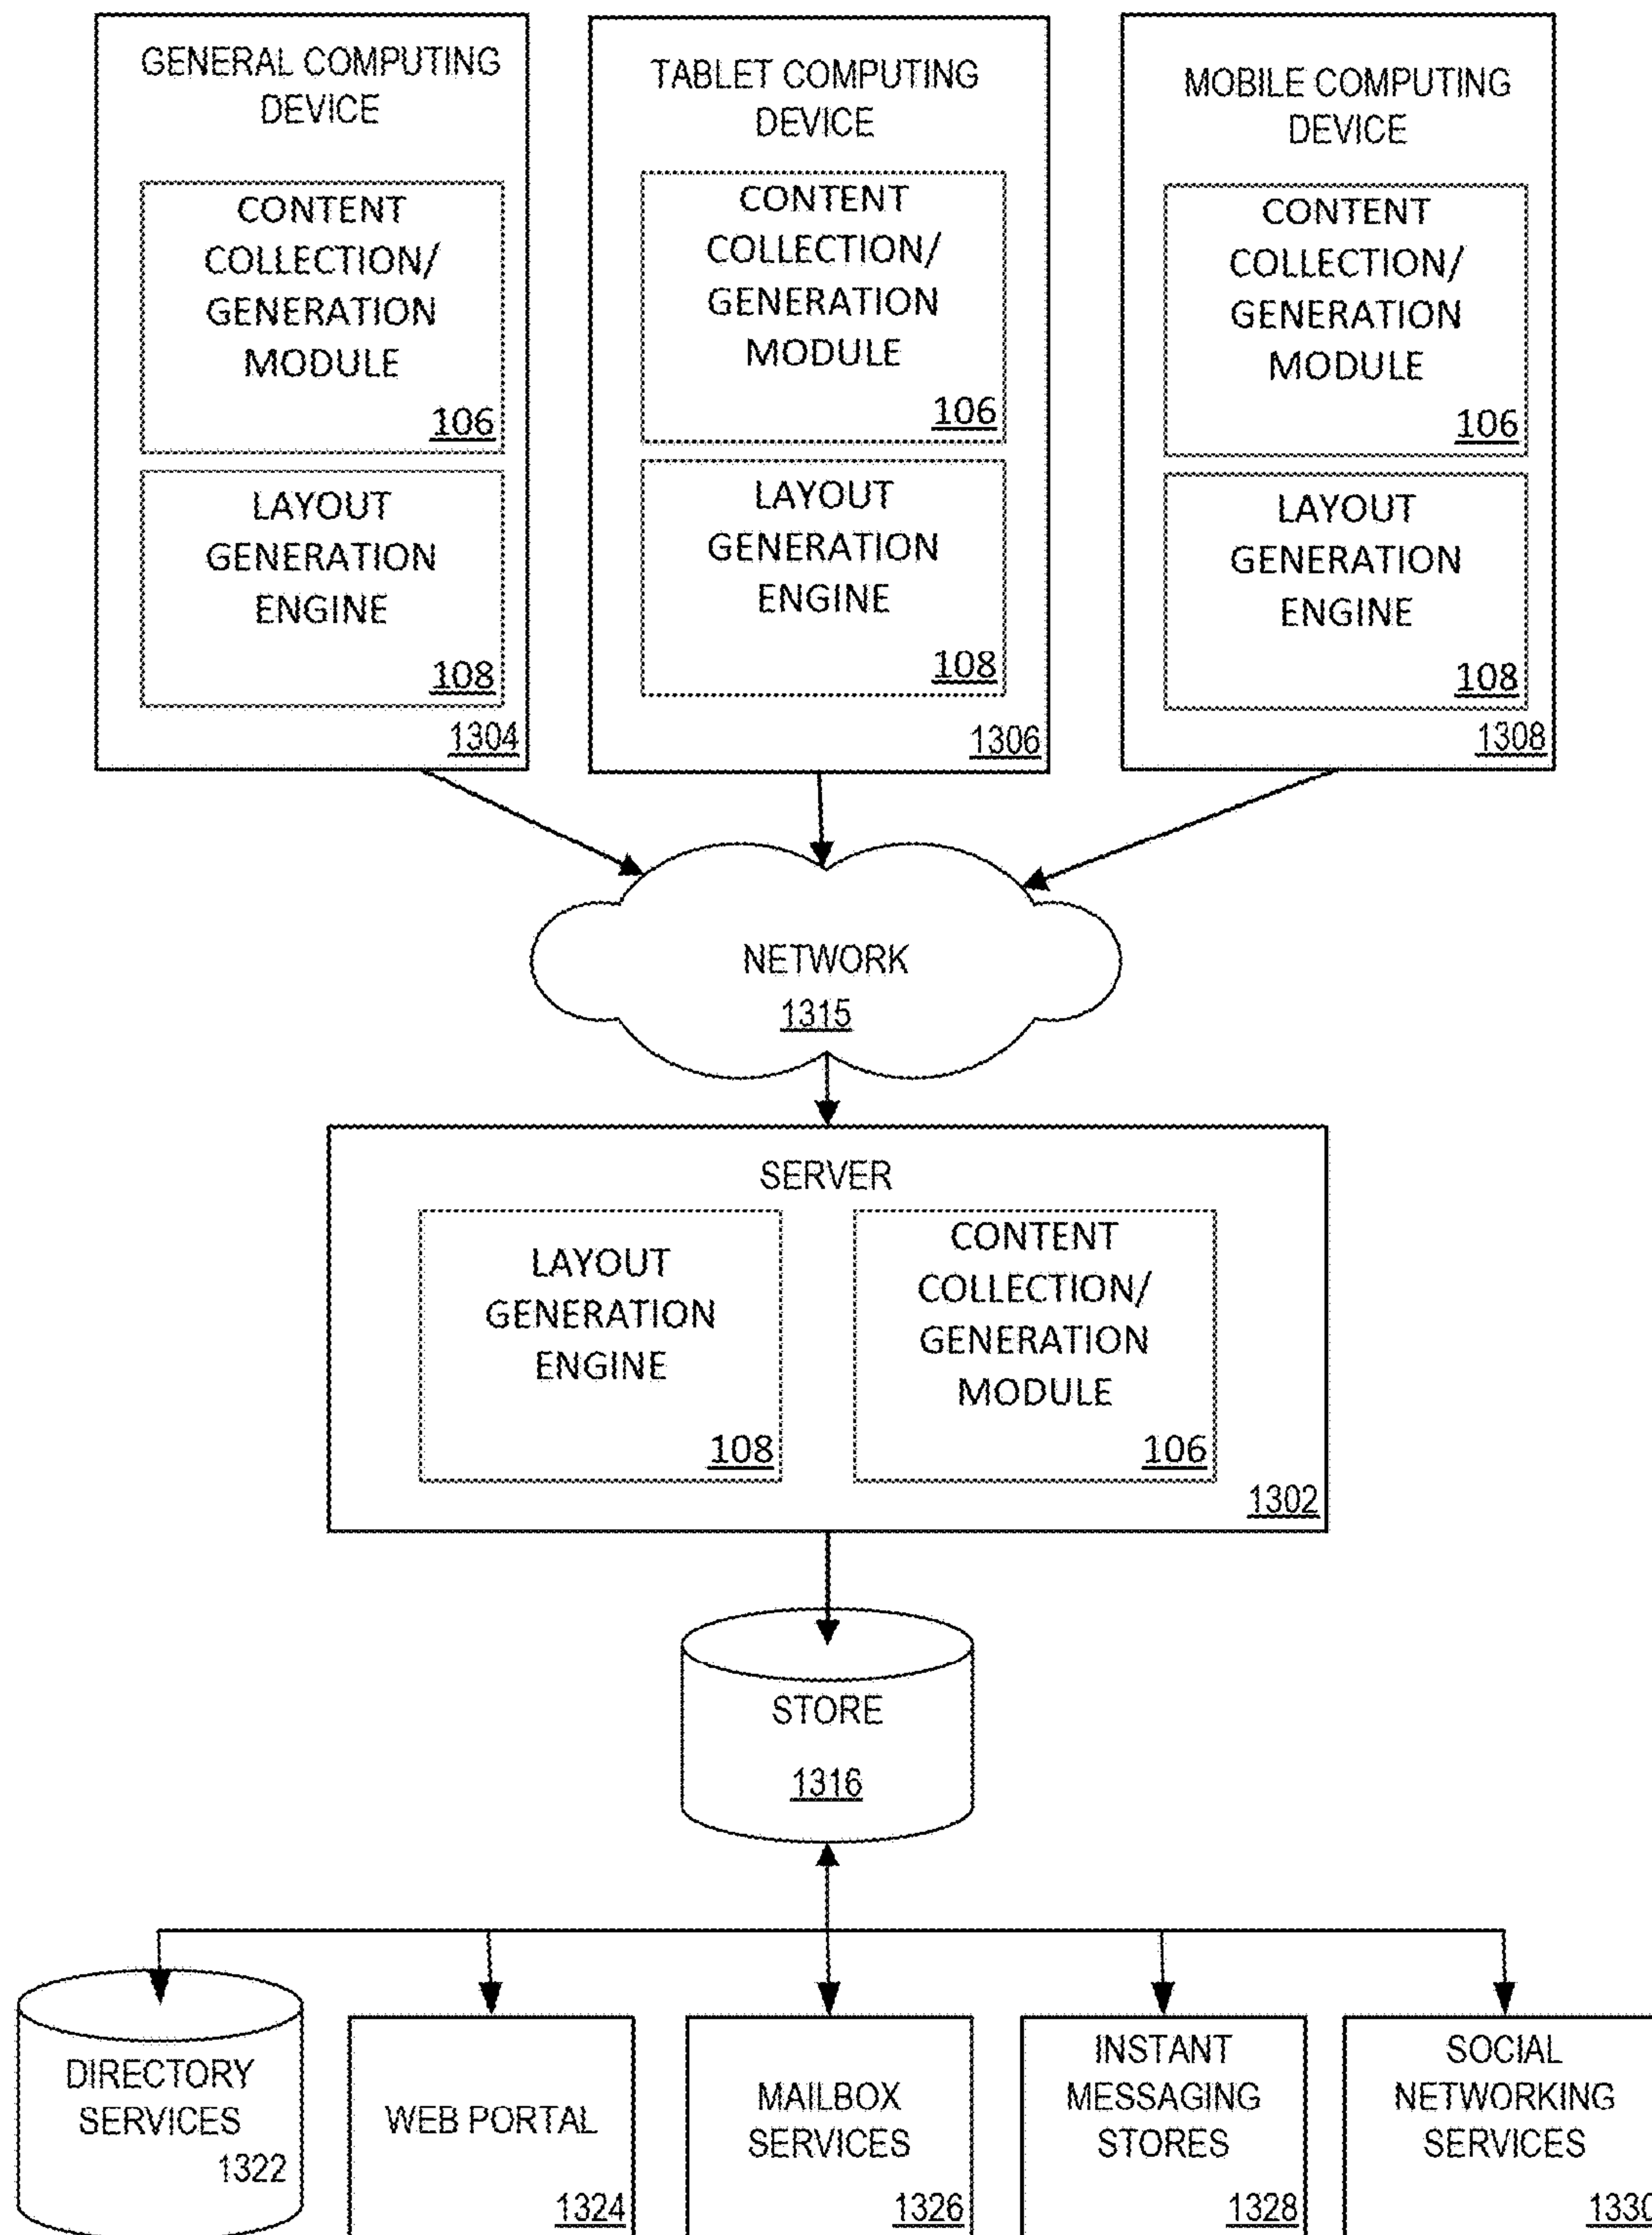 GENERAL COMPUTING
DEVICE
CONTENT
COLLECTION/
GENERATION
MODULE
106
LAYOUT
GENERATION
ENGINE
108
1304
TABLET COMPUTING
DEVICE
CONTENT
COLLECTION/
GENERATION
MODULE
106
LAYOUT
GENERATION
ENGINE
108
1306
MOBILE COMPUTING
DEVICE
CONTENT
COLLECTION/
GENERATION
MODULE
106
LAYOUT
GENERATION
ENGINE
108
1308
NETWORK
1315
SERVER
LAYOUT
GENERATION
ENGINE
108
CONTENT
COLLECTION/
GENERATION
MODULE
106
1302
STORE
1316
DIRECTORY
SERVICES
1322
WEB PORTAL
1324
MAILBOX
SERVICES
1326
INSTANT
MESSAGING
STORES
1328
SOCIAL
NETWORKING
SERVICES
1330